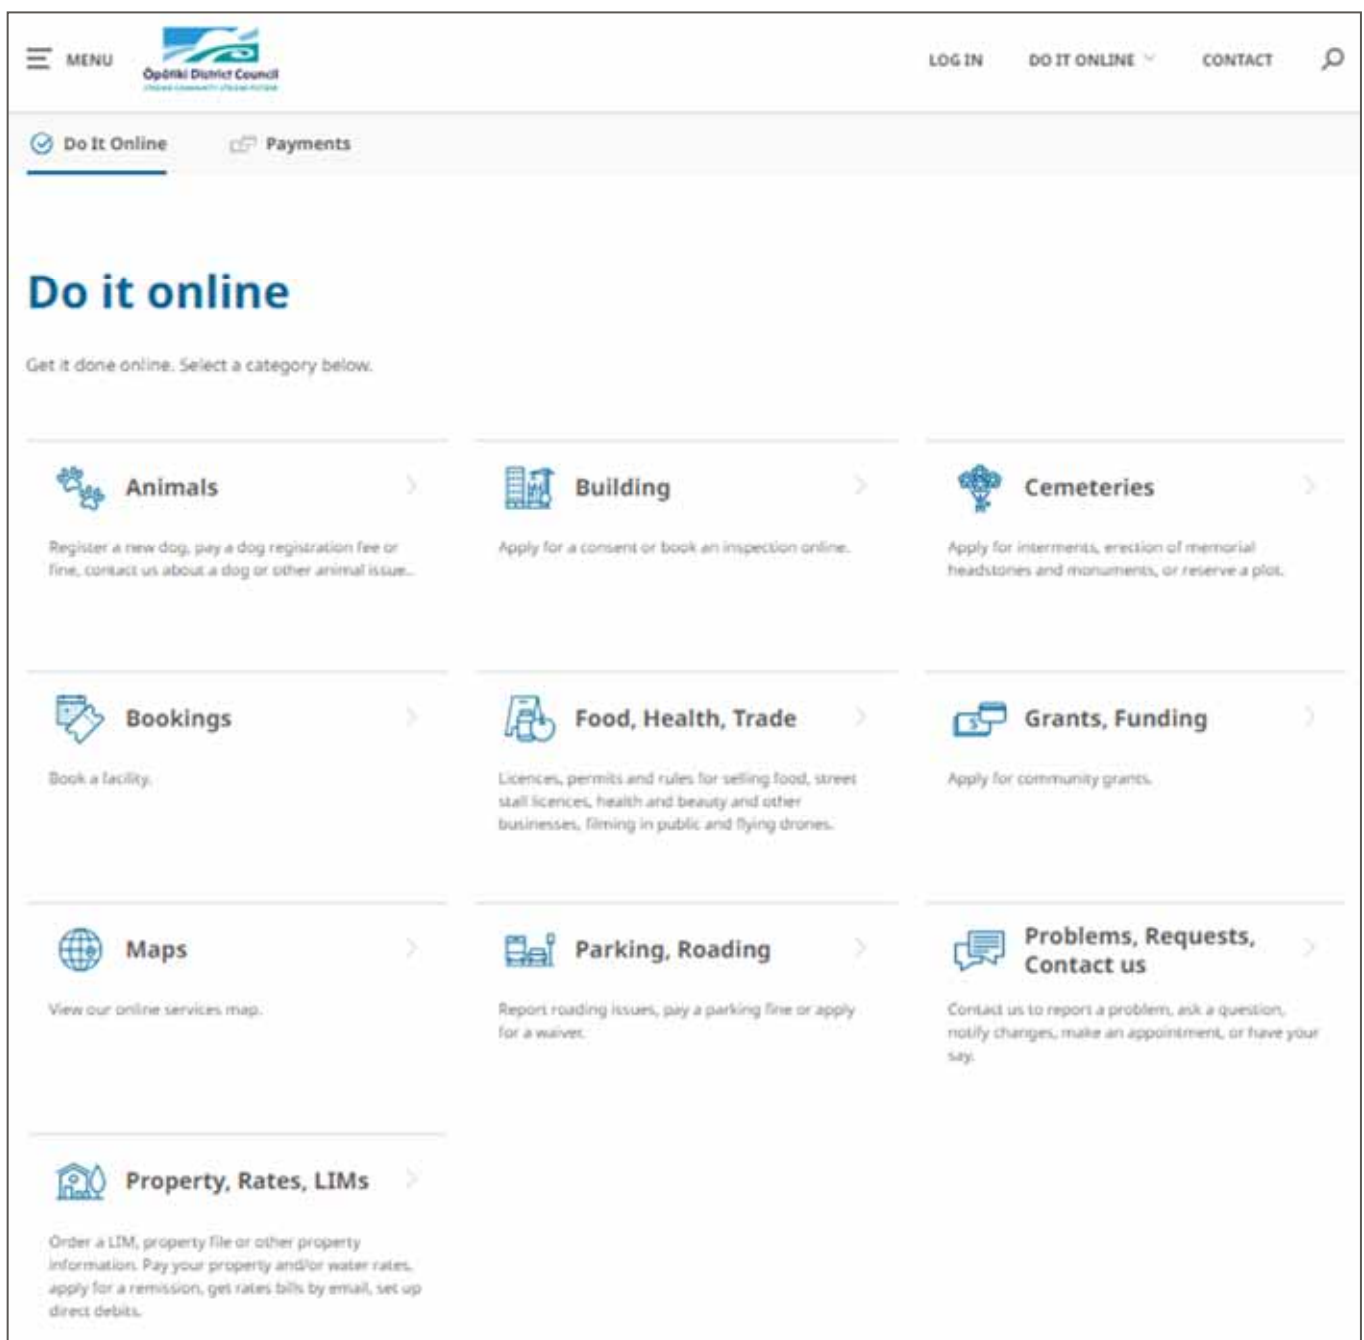 MENU
Ōpōtiki District Council
STRONG COMMUNITY STRONG FUTURE
LOG IN
DO IT ONLINE
CONTACT
Do It Online
Payments
Do it online
Get it done online. Select a category below.
Animals
Register a new dog, pay a dog registration fee or
fine, contact us about a dog or other animal issue..
Building
Apply for a consent or book an inspection online.
Cemeteries
Apply for interments, erection of memorial
headstones and monuments, or reserve a plot.
Bookings
Book a facility.
Food, Health, Trade
Licences, permits and rules for selling food, street
stall licences, health and beauty and other
businesses, filming in public and flying drones.
Grants, Funding
Apply for community grants.
Maps
View our online services map.
Parking, Roading
Report roading issues, pay a parking fine or apply
for a waiver.
Problems, Requests,
Contact us
Contact us to report a problem, ask a question,
notify changes, make an appointment, or have your
say.
Property, Rates, LIMs
Order a LIM, property file or other property
information. Pay your property and/or water rates,
apply for a remission, get rates bills by email, set up
direct debits.